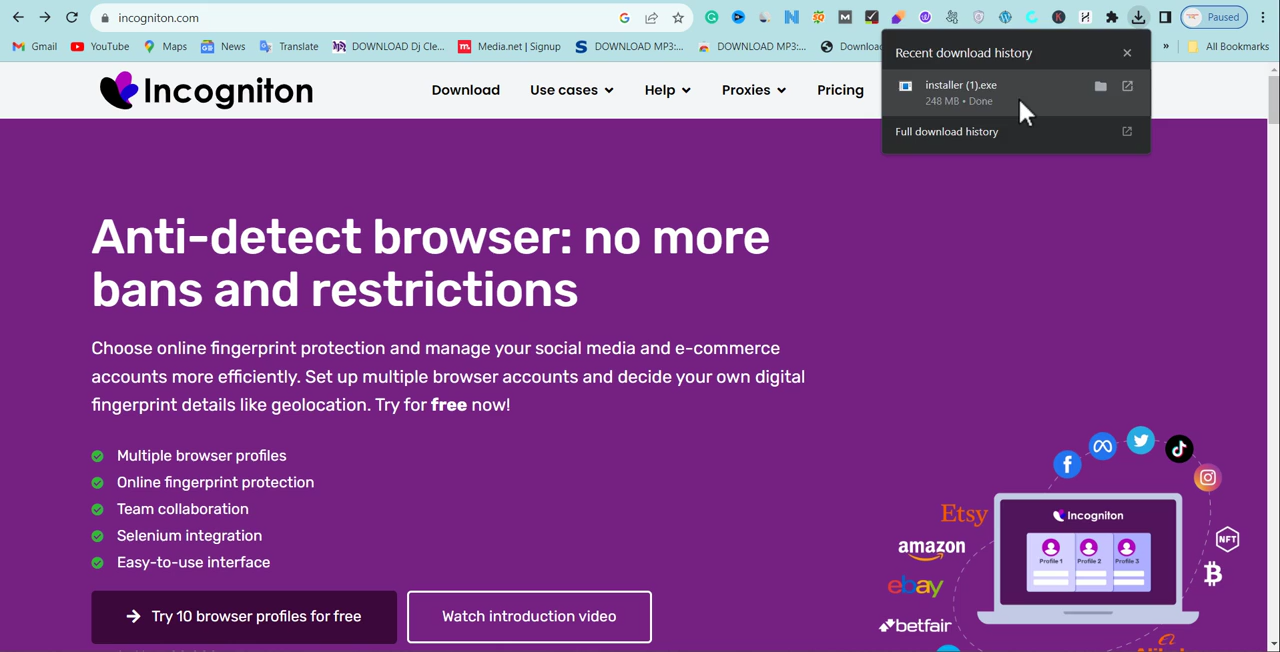 incogniton.com
Paused
Gmail
YouTube
Maps
News
Translate
DOWNLOAD Dj Cle...
Media.net | Signup
DOWNLOAD MP3:...
DOWNLOAD MP3:...
Downloa
»
All Bookmarks
Recent download history
installer (1).exe
248 MB • Done
Full download history
Incogniton
Download
Use cases
Help
Proxies
Pricing
Anti-detect browser: no more
bans and restrictions
Choose online fingerprint protection and manage your social media and e-commerce
accounts more efficiently. Set up multiple browser accounts and decide your own digital
fingerprint details like geolocation. Try for free now!
Multiple browser profiles
Online fingerprint protection
Team collaboration
Selenium integration
Easy-to-use interface
→ Try 10 browser profiles for free
Watch introduction video
Etsy
amazon
ebay
betfair
Incogniton
Profile 1
Profile 2
Profile 3
NFT